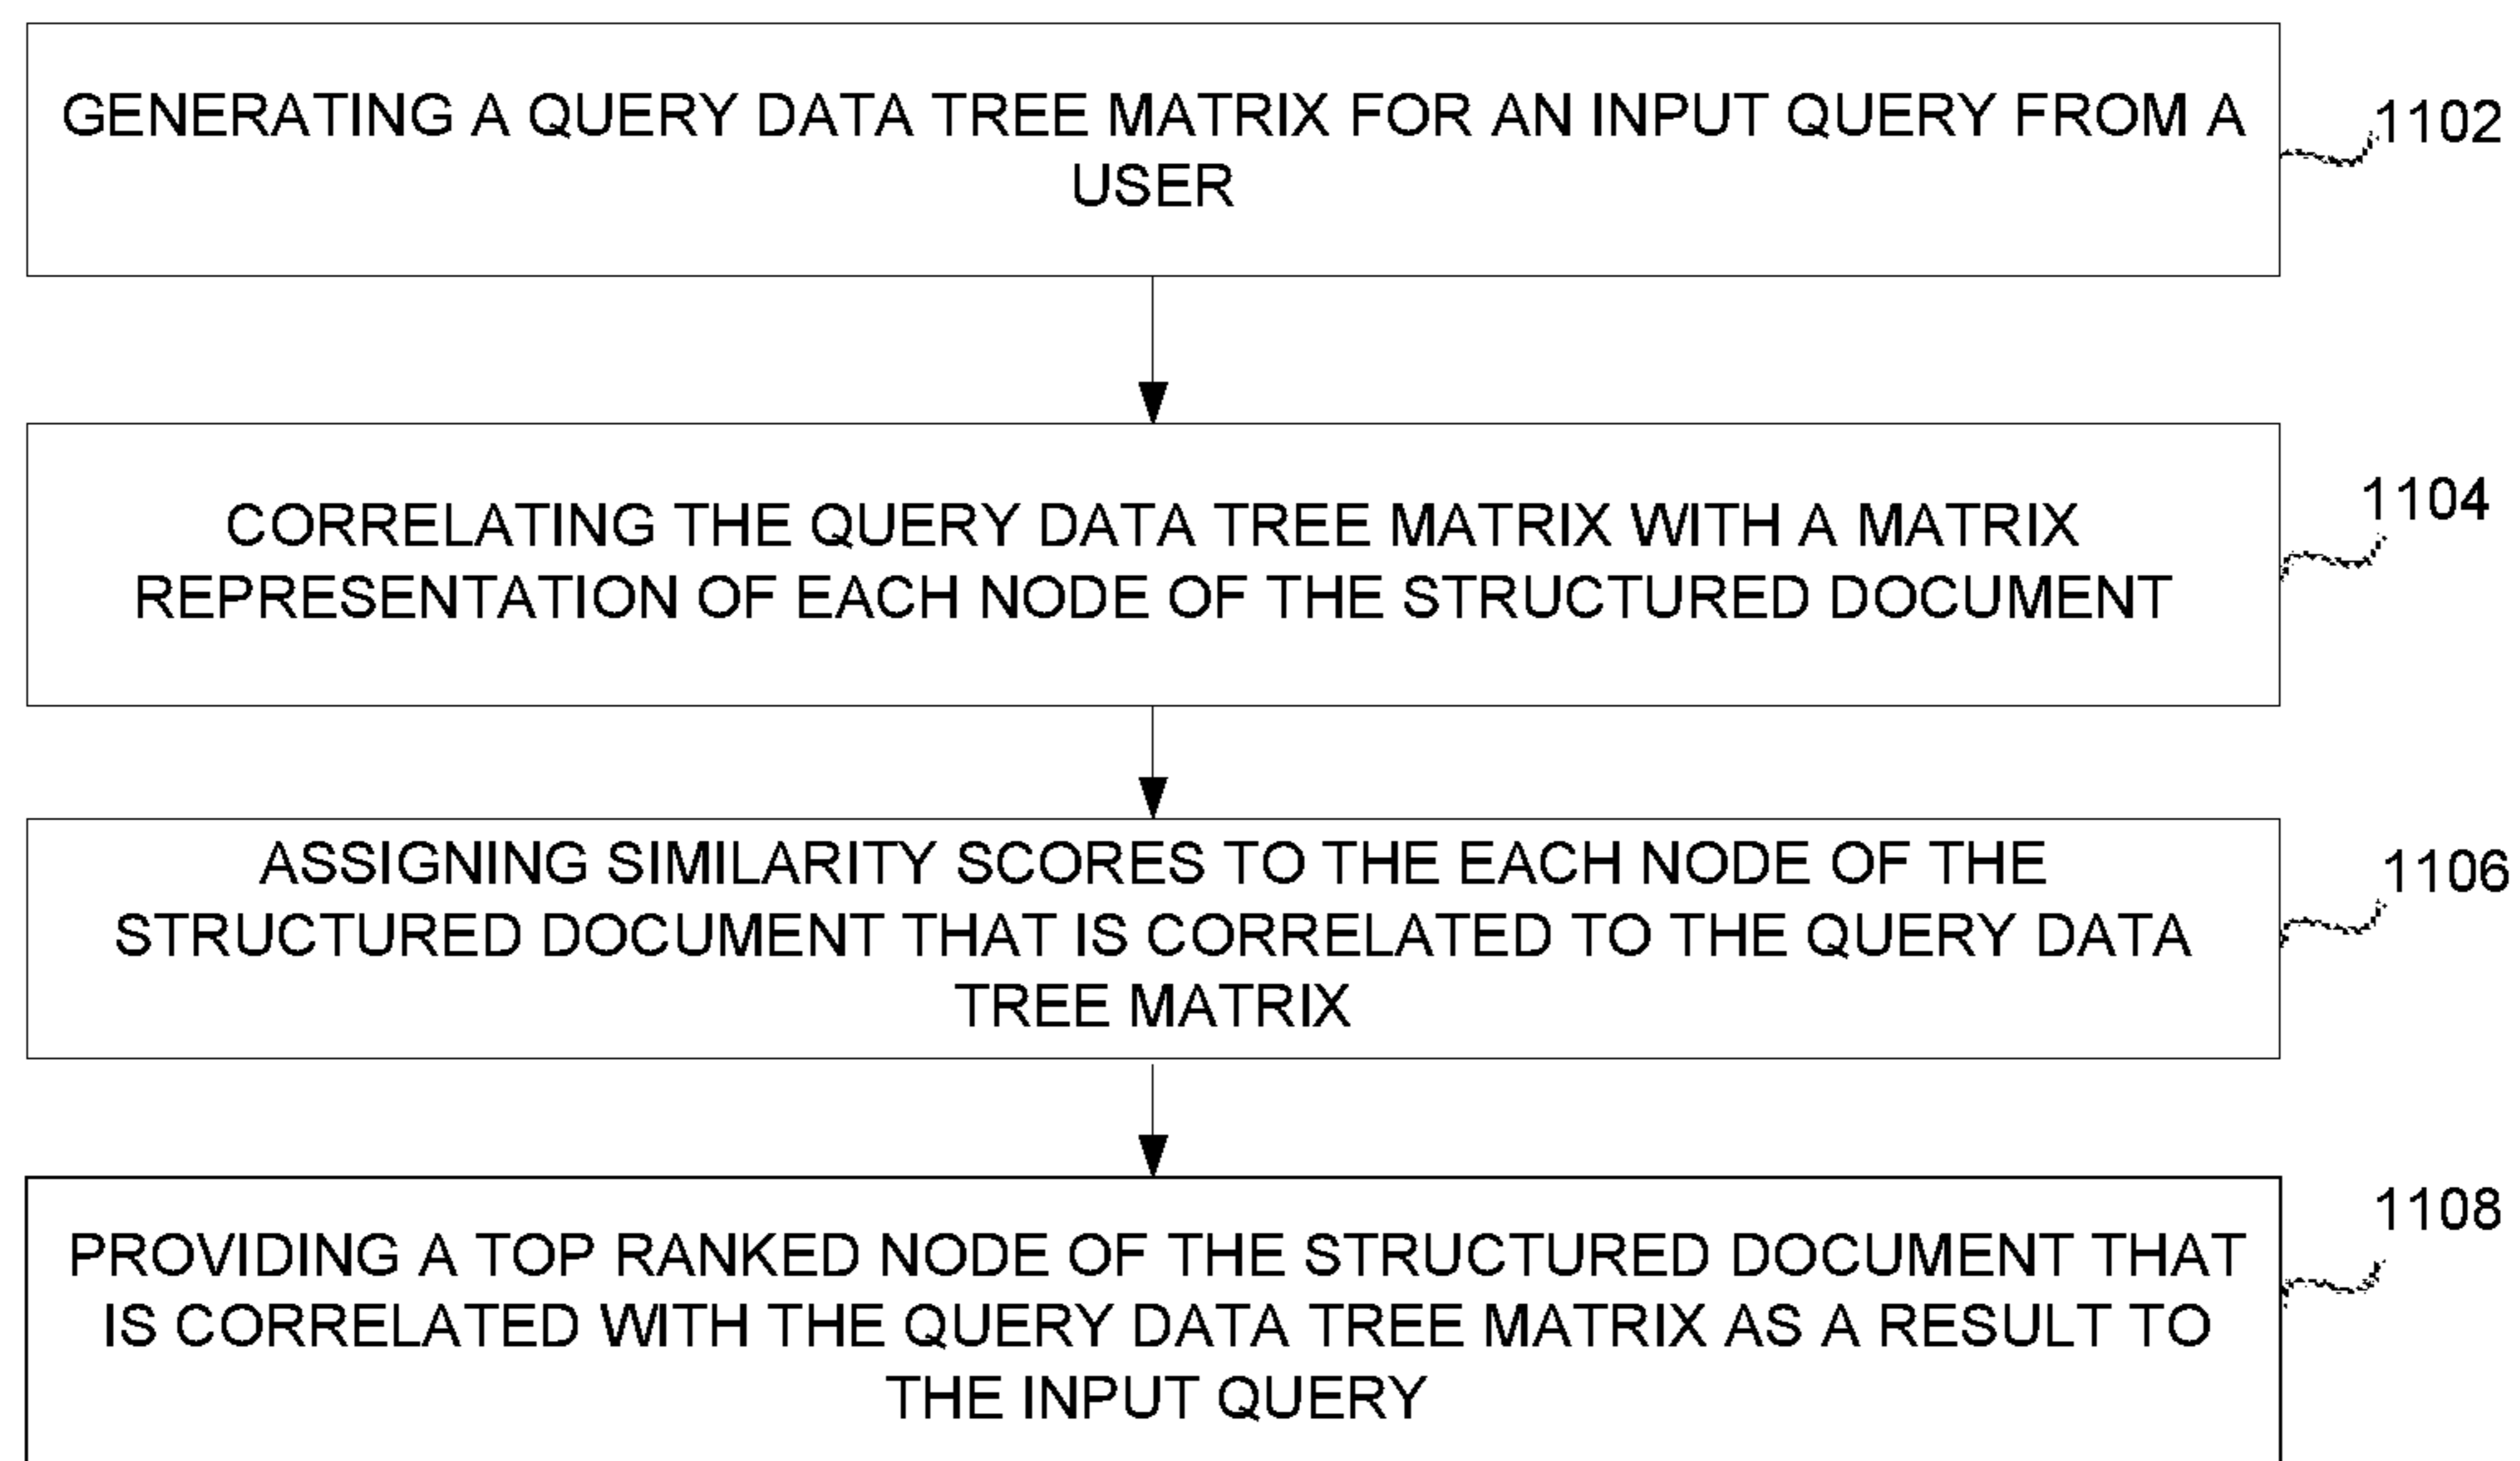 GENERATING A QUERY DATA TREE MATRIX FOR AN INPUT QUERY FROM A
USER
1102
CORRELATING THE QUERY DATA TREE MATRIX WITH A MATRIX
REPRESENTATION OF EACH NODE OF THE STRUCTURED DOCUMENT
1104
ASSIGNING SIMILARITY SCORES TO THE EACH NODE OF THE
STRUCTURED DOCUMENT THAT IS CORRELATED TO THE QUERY DATA
TREE MATRIX
1106
PROVIDING A TOP RANKED NODE OF THE STRUCTURED DOCUMENT THAT
IS CORRELATED WITH THE QUERY DATA TREE MATRIX AS A RESULT TO
THE INPUT QUERY
1108